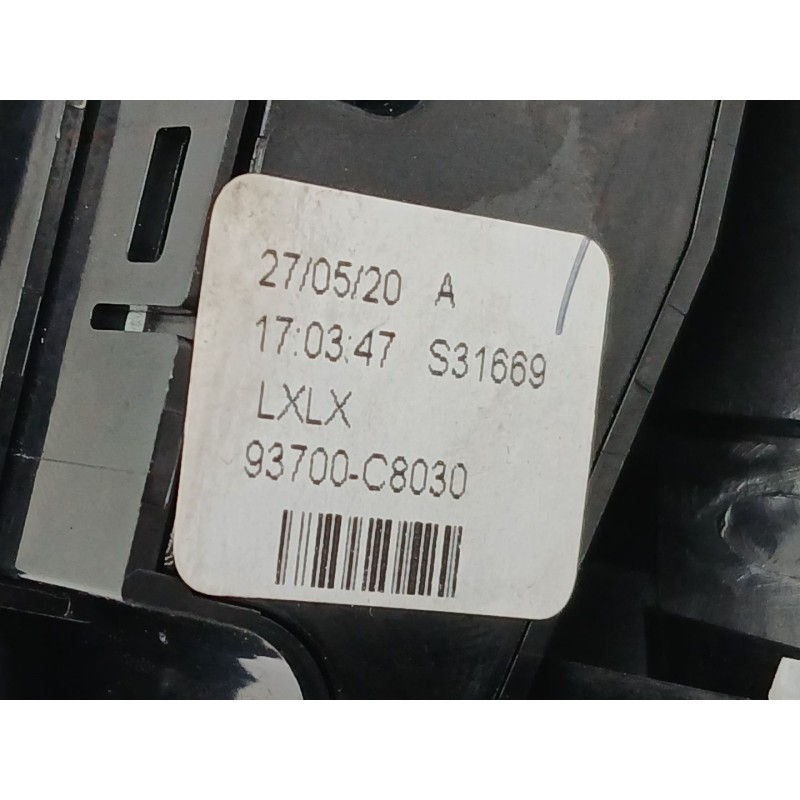 27/05/20 A
17:03:47 S31669
LXLX
93700-C8030